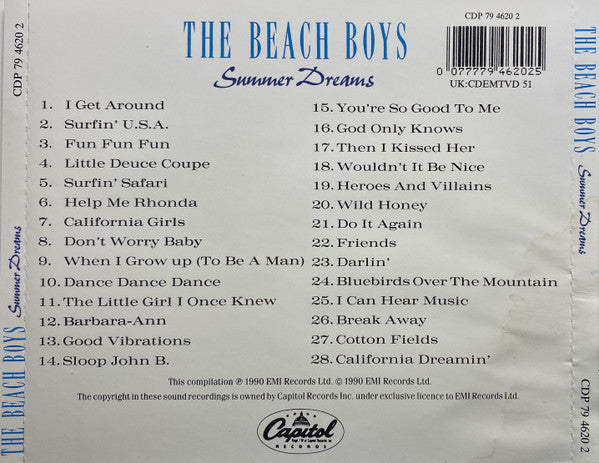 THE BEACH BOYS
Summer Dreams
CDP 79 4620 2
0 077779 462025
UK:CDEMTVD 51
1. I Get Around
2. Surfin' U.S.A.
3. Fun Fun Fun
4. Little Deuce Coupe
5. Surfin' Safari
6. Help Me Rhonda
7. California Girls
8. Don't Worry Baby
9. When I Grow up (To Be A Man)
10. Dance Dance Dance
11. The Little Girl I Once Knew
12. Barbara-Ann
13. Good Vibrations
14. Sloop John B.
15. You're So Good To Me
16. God Only Knows
17. Then I Kissed Her
18. Wouldn't It Be Nice
19. Heroes And Villains
20. Wild Honey
21. Do It Again
22. Friends
23. Darlin'
24. Bluebirds Over The Mountain
25. I Can Hear Music
26. Break Away
27. Cotton Fields
28. California Dreamin'
This compilation ℗ 1990 EMI Records Ltd. © 1990 EMI Records Ltd.
The copyright in these sound recordings is owned by Capitol Records Inc. under exclusive licence to EMI Records Ltd.
Capitol
RECORDS
THE BEACH BOYS Summer Dreams CDP 79 4620 2
THE BEACH BOYS Summer Dreams CDP 79 4620 2